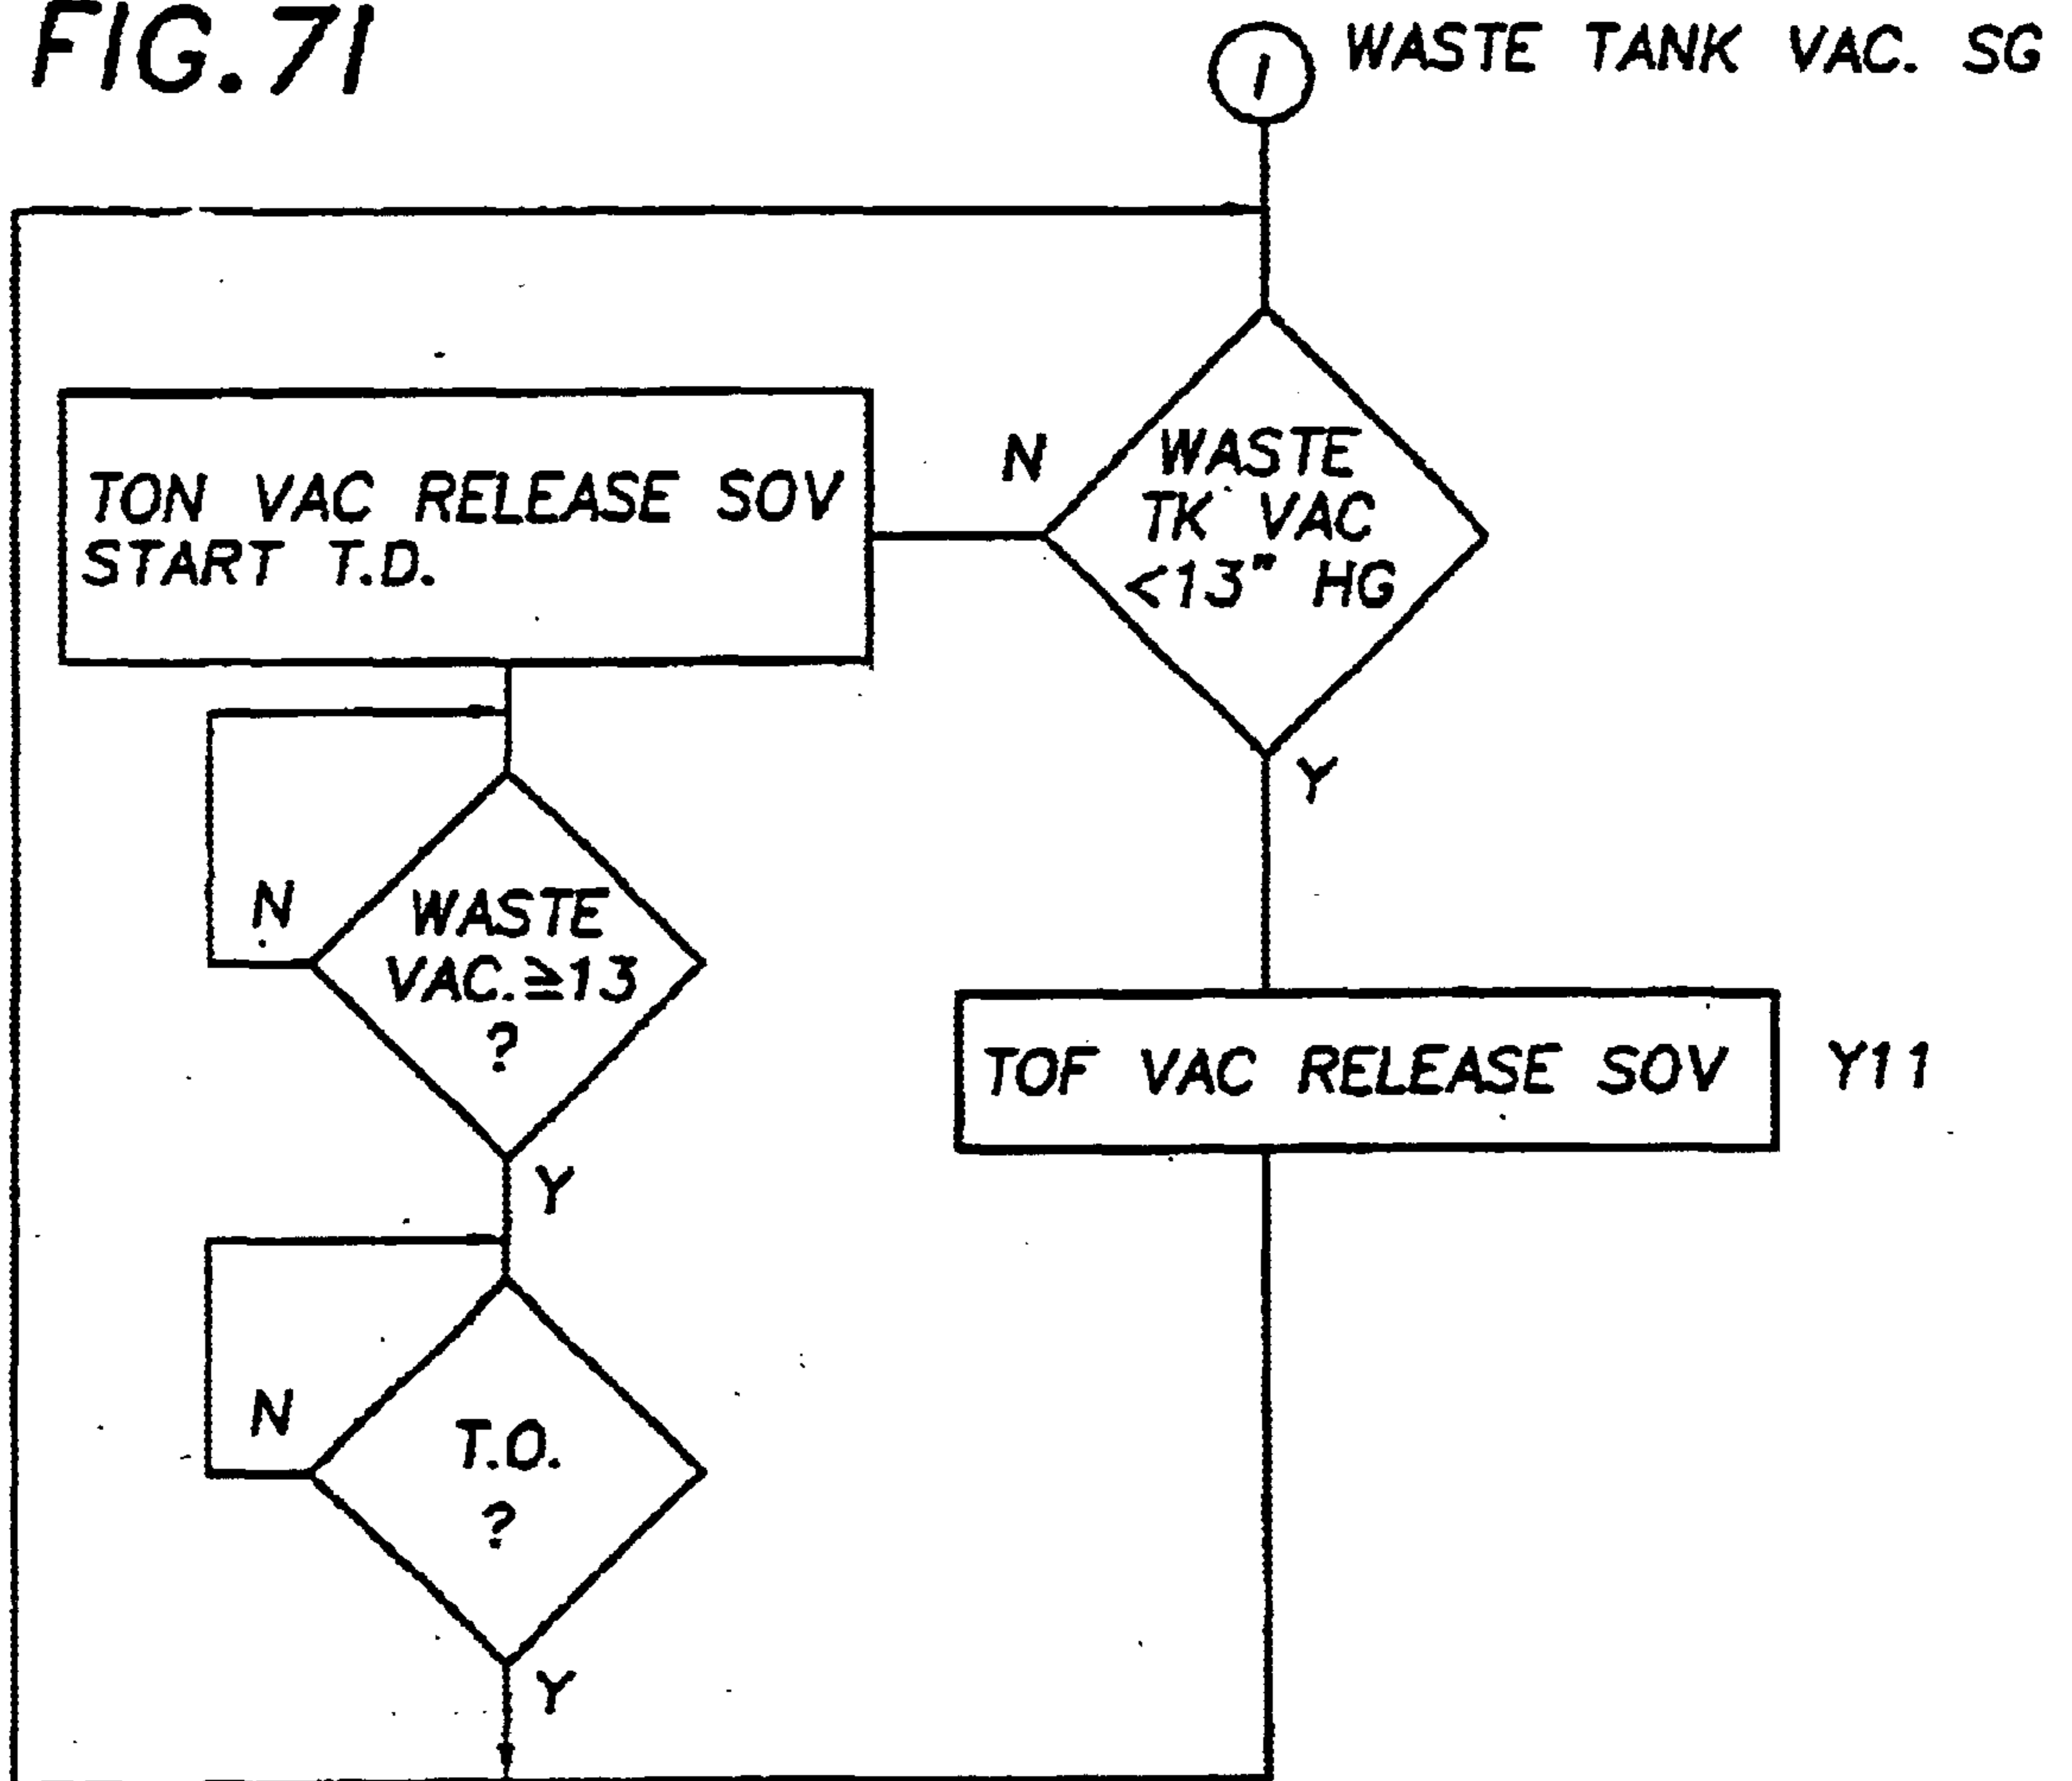 FIG.71
1 WASTE TANK VAC. SG
N
WASTE
TK VAC
<13" HG
TON VAC RELEASE SOV
START T.D.
Y
N
WASTE
VAC.≥13
?
Y
TOF VAC RELEASE SOV Y11
N
T.O.
?
Y